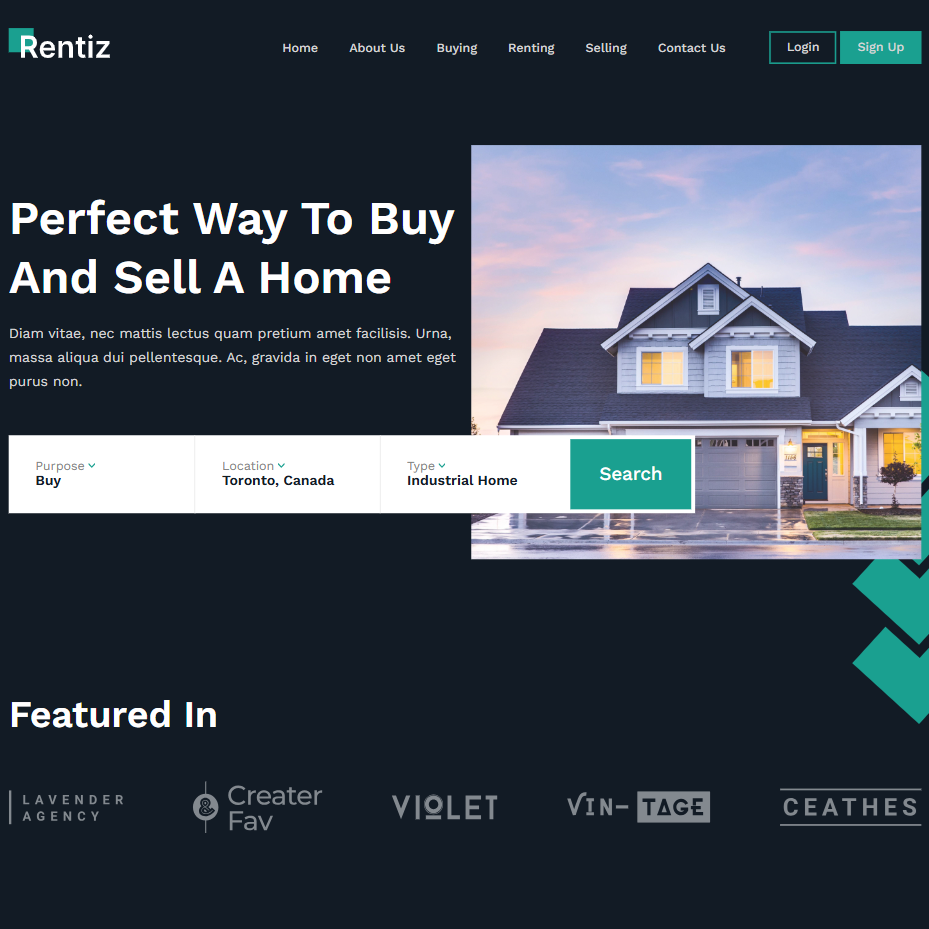 Rentiz
Home About Us Buying Renting Selling Contact Us Login Sign Up
Perfect Way To Buy
And Sell A Home
Diam vitae, nec mattis lectus quam pretium amet facilisis. Urna,
massa aliqua dui pellentesque. Ac, gravida in eget non amet eget
purus non.
Purpose Location Type
Buy Toronto, Canada Industrial Home
Search
Featured In
LAVENDER
AGENCY
&
Creater
Fav
VIOLET
VIN- TAGE
CEATHES